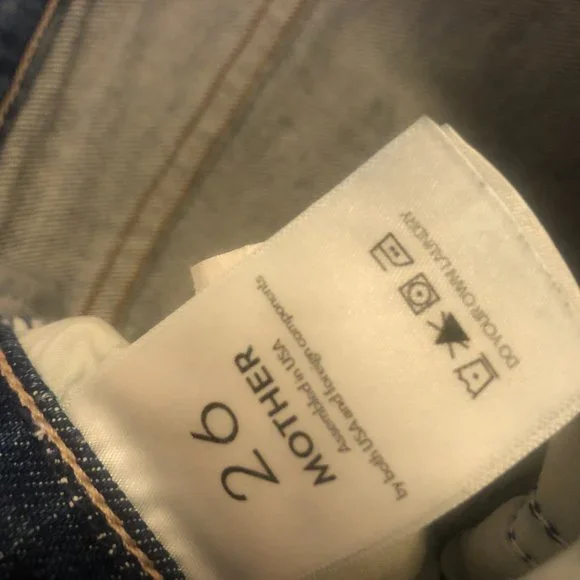 26
MOTHER
Assembled in USA
by both USA and foreign components
DO YOUR OWN LAUNDRY